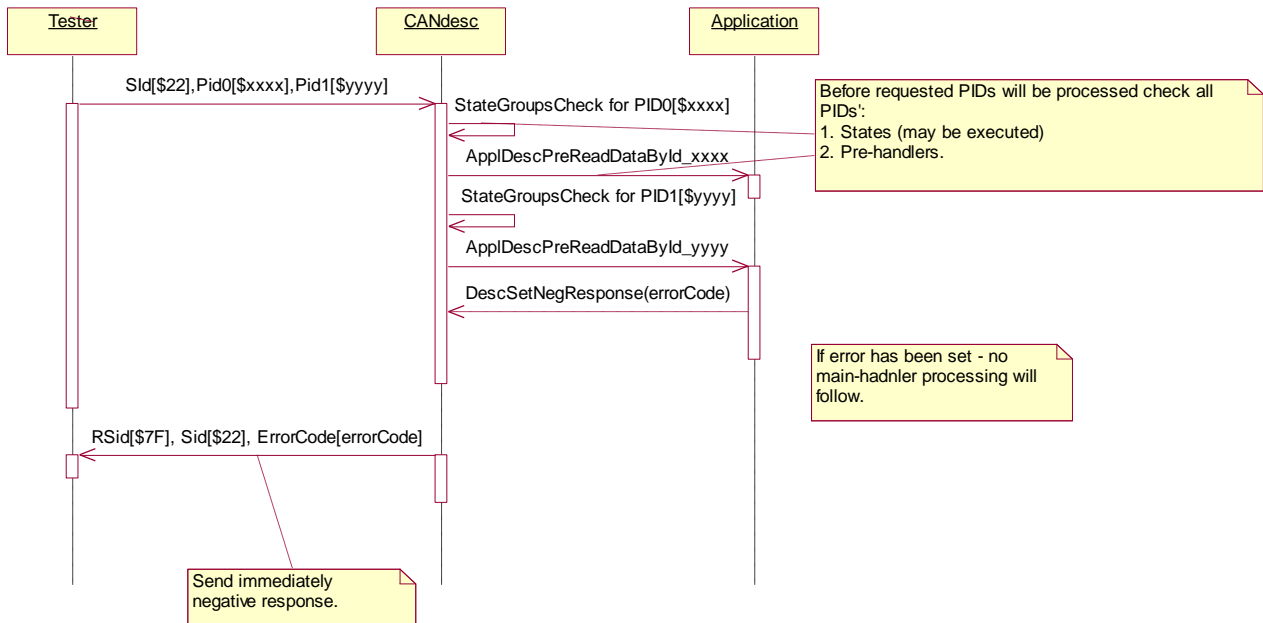 Tester
CANdesc
Application
SId[$22],Pid0[$xxxx],Pid1[$yyyy]
StateGroupsCheck for PID0[$xxxx]
Before requested PIDs will be processed check all
PIDs':
1. States (may be executed)
2. Pre-handlers.
ApplDescPreReadDataById_xxxx
StateGroupsCheck for PID1[$yyyy]
ApplDescPreReadDataById_yyyy
DescSetNegResponse(errorCode)
If error has been set - no
main-hadnler processing will
follow.
RSid[$7F], Sid[$22], ErrorCode[errorCode]
Send immediately
negative response.